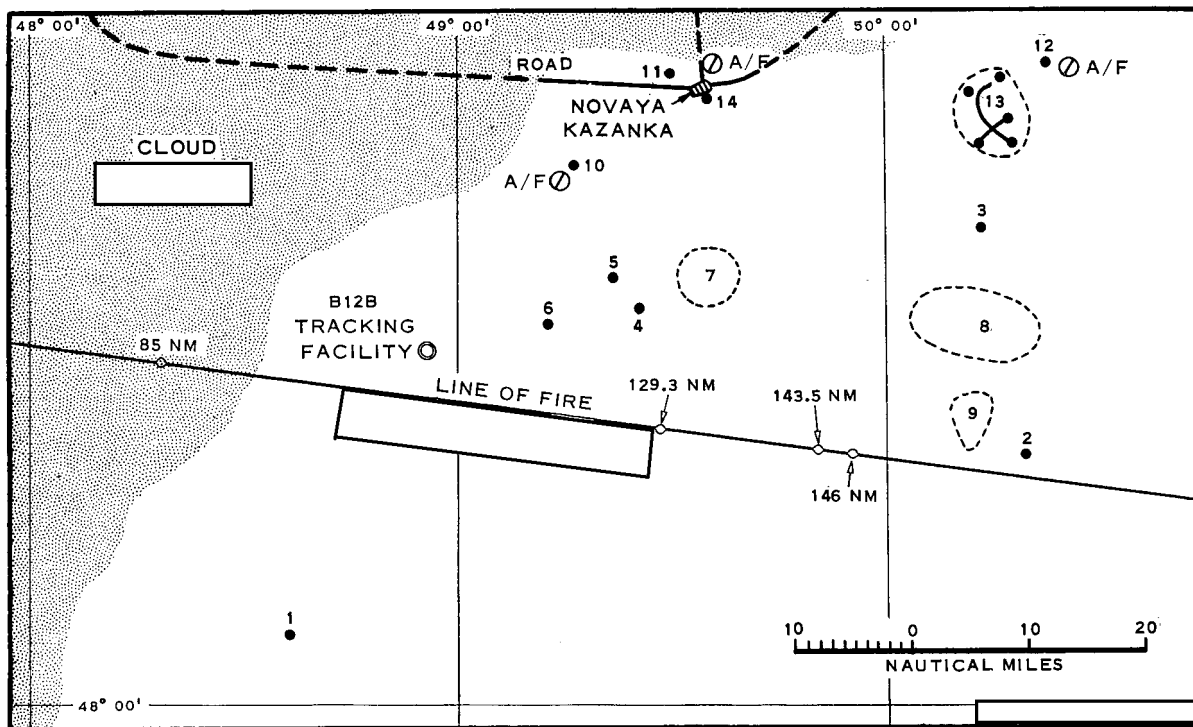 48° 00'
49° 00'
50° 00'
12
A/F
ROAD
11
A/F
13
NOVAYA
KAZANKA
14
CLOUD
10
A/F
3
5
7
B12B
TRACKING
FACILITY
6
4
8
85 NM
LINE OF FIRE
129.3 NM
143.5 NM
9
2
146 NM
1
10 0 10 20
NAUTICAL MILES
48° 00'